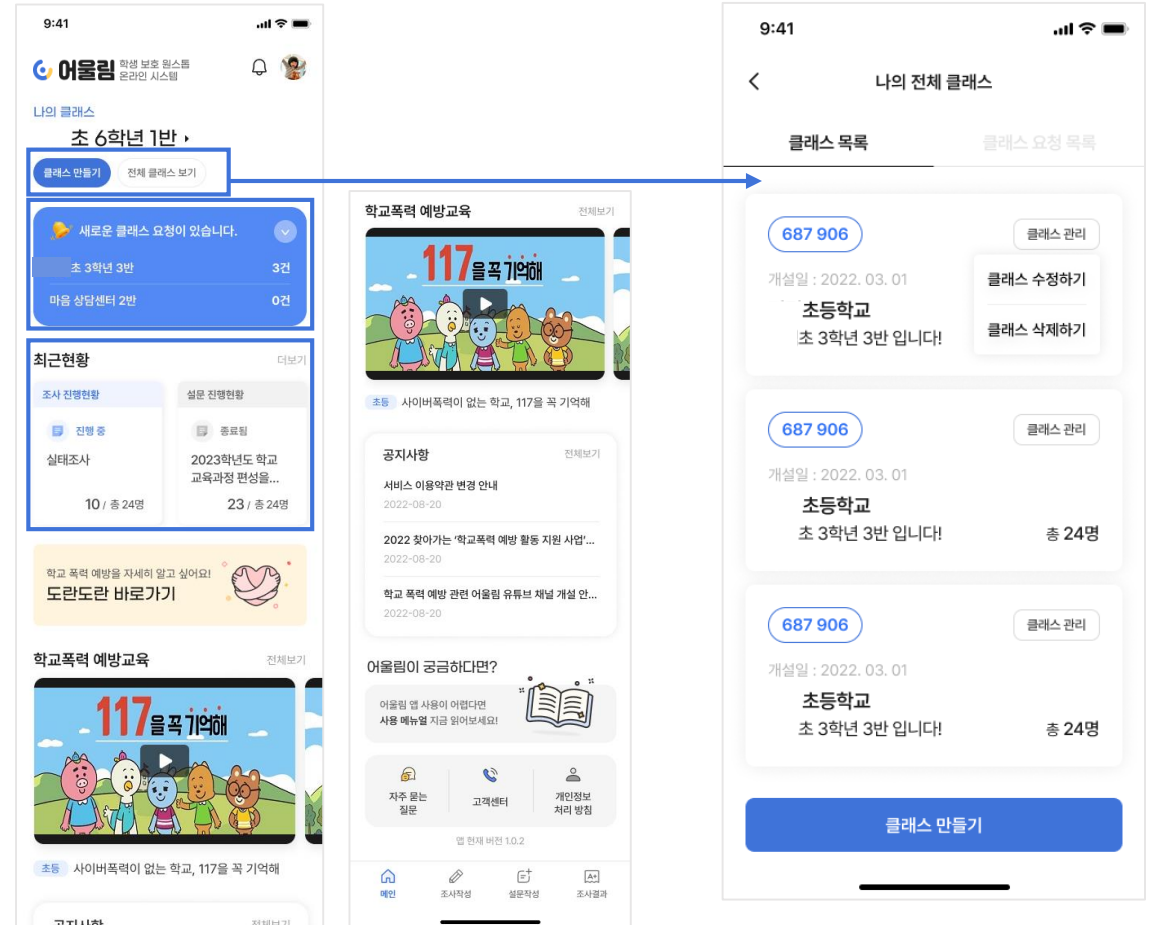 9:41
어울림 학생 보호 원스톱
온라인 시스템
나의 클래스
초 6학년 1반
클래스 만들기 전체 클래스 보기
새로운 클래스 요청이 있습니다.
초 3학년 3반 3건
마음 상담센터 2반 0건
최근현황 더보기
조사 진행현황 설문 진행현황
진행 중 종료됨
실태조사 2023학년도 학교
교육과정 편성을...
10 / 총 24명 23 / 총 24명
학교 폭력 예방을 자세히 알고 싶어요!
도란도란 바로가기
학교폭력 예방교육 전체보기
117을 꼭 기억해
초등 사이버폭력이 없는 학교, 117을 꼭 기억해
공지사항 전체보기
학교폭력 예방교육 전체보기
117을 꼭 기억해
초등 사이버폭력이 없는 학교, 117을 꼭 기억해
공지사항 전체보기
서비스 이용약관 변경 안내
2022-08-20
2022 찾아가는 ‘학교폭력 예방 활동 지원 사업’...
2022-08-20
학교 폭력 예방 관련 어울림 유튜브 채널 개설 안...
2022-08-20
어울림이 궁금하다면?
어울림 앱 사용이 어렵다면
사용 메뉴얼 지금 읽어보세요!
자주 묻는
질문
고객센터
개인정보
처리 방침
앱 현재 버전 1.0.2
메인 조사작성 설문작성 조사결과
9:41
나의 전체 클래스
클래스 목록 클래스 요청 목록
687 906 클래스 관리
개설일 : 2022. 03. 01 클래스 수정하기
초등학교
초 3학년 3반 입니다! 클래스 삭제하기
687 906 클래스 관리
개설일 : 2022. 03. 01
초등학교
초 3학년 3반 입니다! 총 24명
687 906 클래스 관리
개설일 : 2022. 03. 01
초등학교
초 3학년 3반 입니다! 총 24명
클래스 만들기